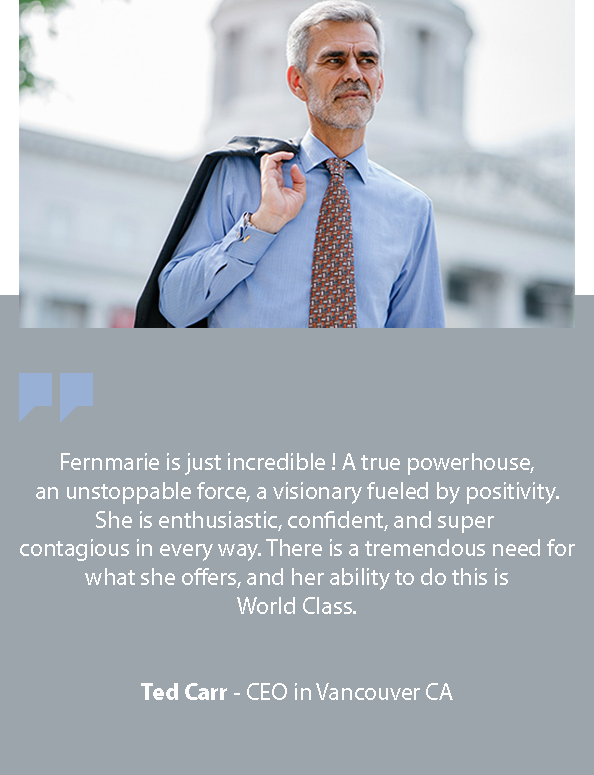 Fernmarie is just incredible ! A true powerhouse,
an unstoppable force, a visionary fueled by positivity.
She is enthusiastic, confident, and super
contagious in every way. There is a tremendous need for
what she offers, and her ability to do this is
World Class.
Ted Carr - CEO in Vancouver CA